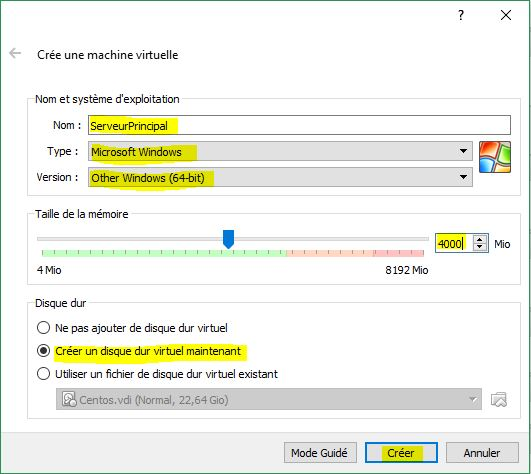 ?
Crée une machine virtuelle
Nom et système d'exploitation
Nom : ServeurPrincipal
Type : Microsoft Windows
Version : Other Windows (64-bit)
Taille de la mémoire
4000 Mio
4 Mio 8192 Mio
Disque dur
Ne pas ajouter de disque dur virtuel
Créer un disque dur virtuel maintenant
Utiliser un fichier de disque dur virtuel existant
Centos.vdi (Normal, 22,64 Gio)
Mode Guidé Créer Annuler